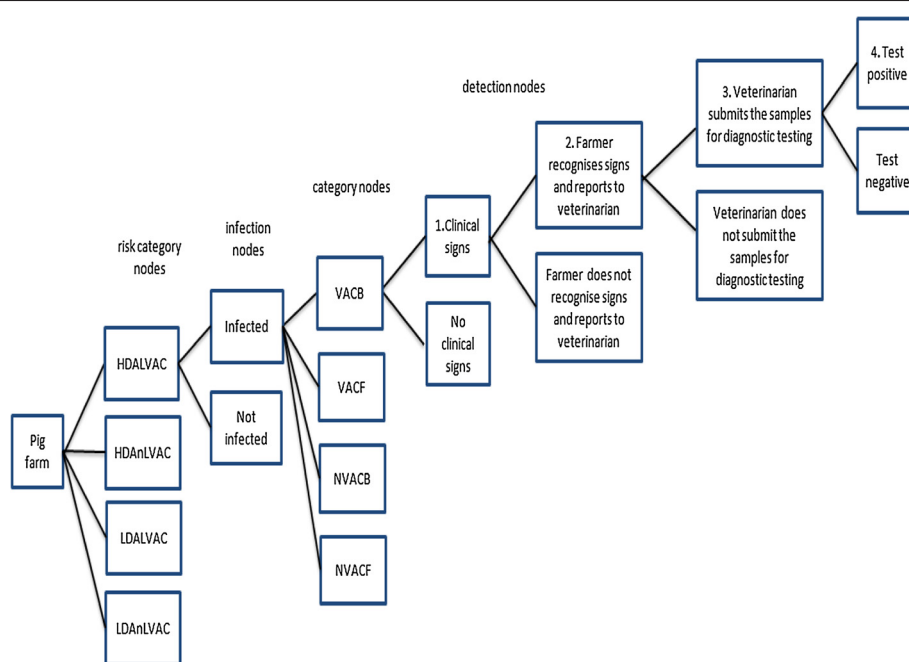 detection nodes
category nodes
infection
nodes
risk category
nodes
Pig
farm
HDALVAC
HDAnLVAC
LDALVAC
LDAnLVAC
Infected
Not
infected
VACB
VACF
NVACB
NVACF
1.Clinical
signs
No
clinical
signs
2. Farmer
recognises signs
and reports to
veterinarian
Farmer does not
recognise signs
and reports to
veterinarian
3. Veterinarian
submits the samples
for diagnostic testing
Veterinarian does
not submit the
samples for
diagnostic testing
4. Test
positive
Test
negative